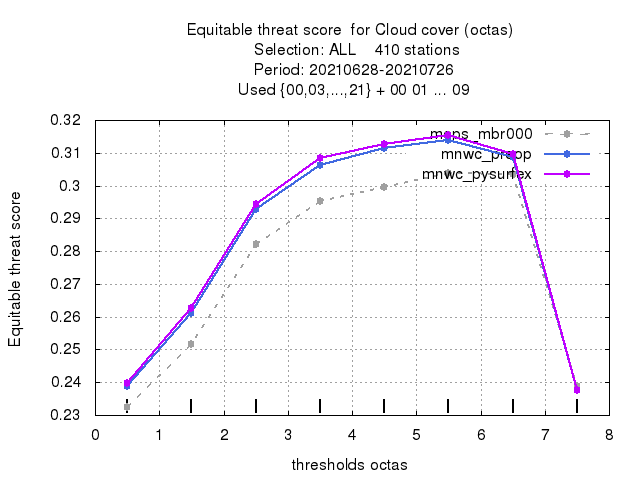 Equitable threat score  for Cloud cover (octas)
Selection: ALL    410 stations
Period: 20210628-20210726
Used {00,03,...,21} + 00 01 ... 09
0.32
0.31
0.3
0.29
0.28
0.27
0.26
0.25
0.24
0.23
Equitable threat score
meps_mbr000
mnwc_prepp
mnwc_pysurfex
0 1 2 3 4 5 6 7 8
thresholds octas